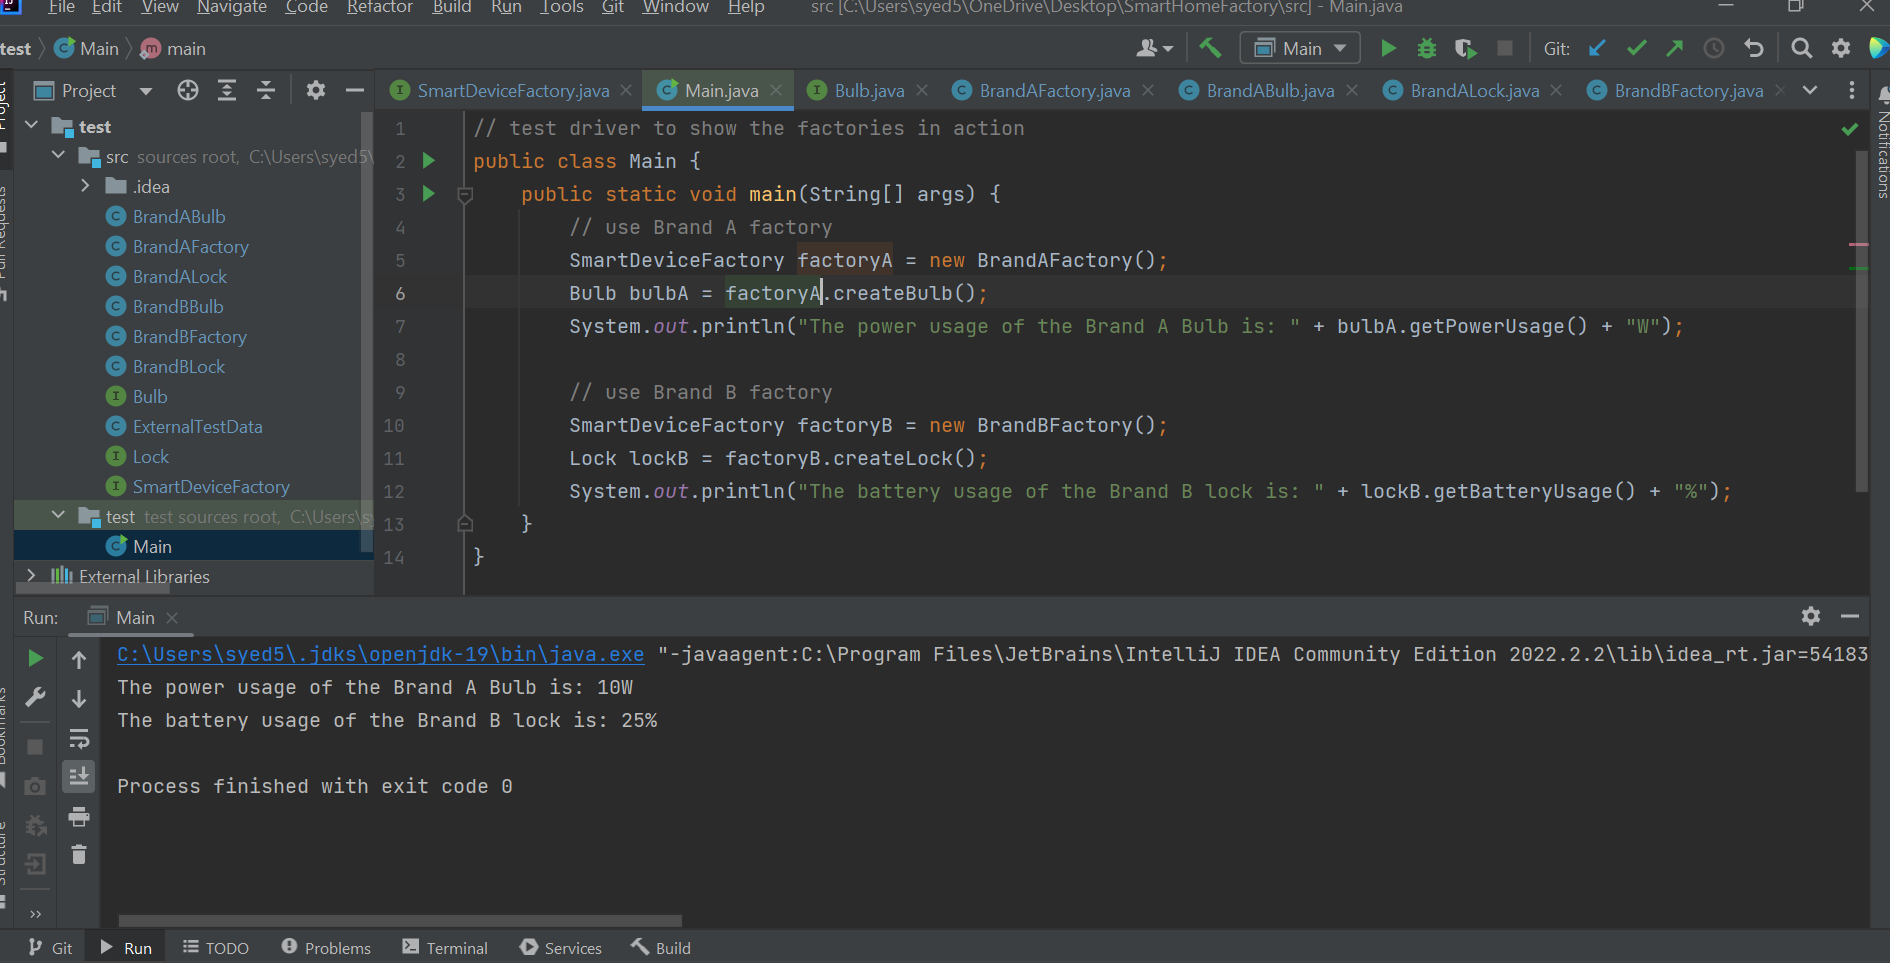 File Edit View Navigate Code Refactor Build Run Tools Git Window Help src [C:\Users\syed5\OneDrive\Desktop\SmartHomeFactory\src] - Main.java
test Main main Main Git:
Project SmartDeviceFactory.java Main.java Bulb.java BrandAFactory.java BrandABulb.java BrandALock.java BrandBFactory.java
Project
Pull Requests
Bookmarks
Structure
Notifications
test
src sources root, C:\Users\syed5\
.idea
BrandABulb
BrandAFactory
BrandALock
BrandBBulb
BrandBFactory
BrandBLock
Bulb
ExternalTestData
Lock
SmartDeviceFactory
test test sources root, C:\Users\sy
Main
External Libraries
1 // test driver to show the factories in action
2 public class Main {
3 public static void main(String[] args) {
4 // use Brand A factory
5 SmartDeviceFactory factoryA = new BrandAFactory();
6 Bulb bulbA = factoryA.createBulb();
7 System.out.println("The power usage of the Brand A Bulb is: " + bulbA.getPowerUsage() + "W");
8
9 // use Brand B factory
10 SmartDeviceFactory factoryB = new BrandBFactory();
11 Lock lockB = factoryB.createLock();
12 System.out.println("The battery usage of the Brand B lock is: " + lockB.getBatteryUsage() + "%");
13 }
14 }
Run: Main
C:\Users\syed5\.jdks\openjdk-19\bin\java.exe "-javaagent:C:\Program Files\JetBrains\IntelliJ IDEA Community Edition 2022.2.2\lib\idea_rt.jar=54183
The power usage of the Brand A Bulb is: 10W
The battery usage of the Brand B lock is: 25%
Process finished with exit code 0
Git Run TODO Problems Terminal Services Build